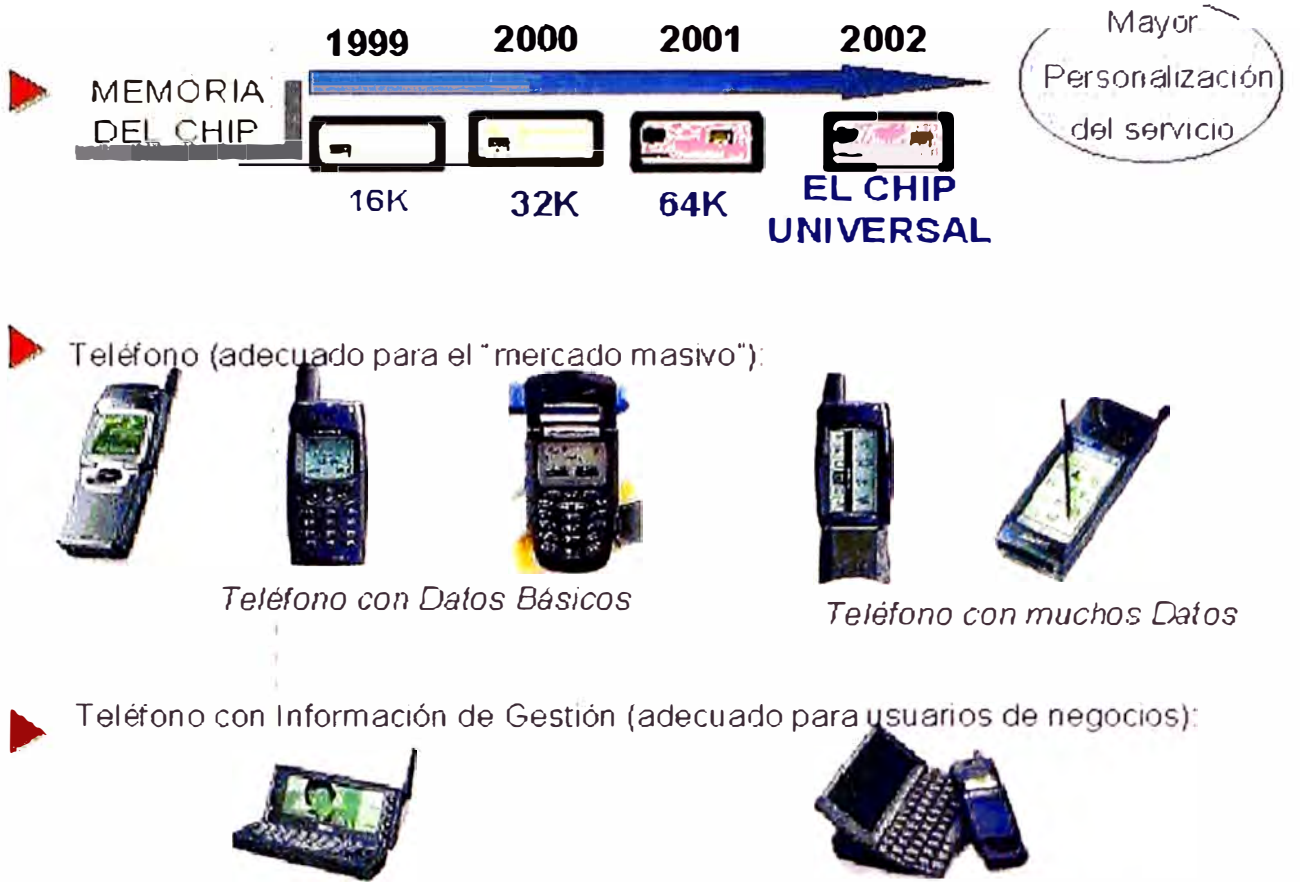 1999 2000 2001 2002
Mayor
Personalización
del servicio
MEMORIA
DEL CHIP
16K 32K 64K EL CHIP
UNIVERSAL
Teléfono (adecuado para el "mercado masivo"):
Teléfono con Datos Básicos
Teléfono con muchos Datos
Teléfono con Información de Gestión (adecuado para usuarios de negocios):